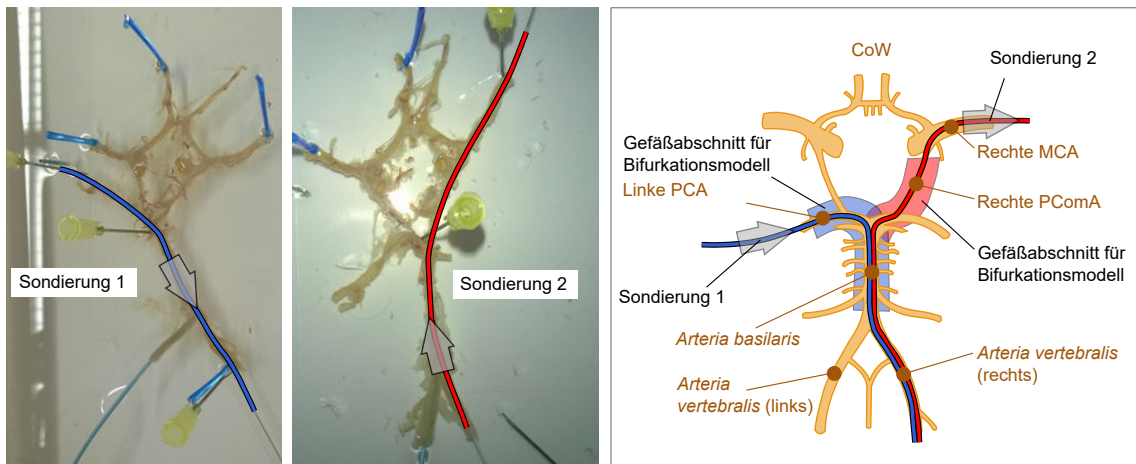 Sondierung 1
Sondierung 2
CoW
Sondierung 2
Gefäßabschnitt für
Bifurkationsmodell
Linke PCA
Rechte MCA
Rechte PComA
Gefäßabschnitt für
Bifurkationsmodell
Sondierung 1
Arteria basilaris
Arteria vertebralis
(rechts)
Arteria
vertebralis (links)